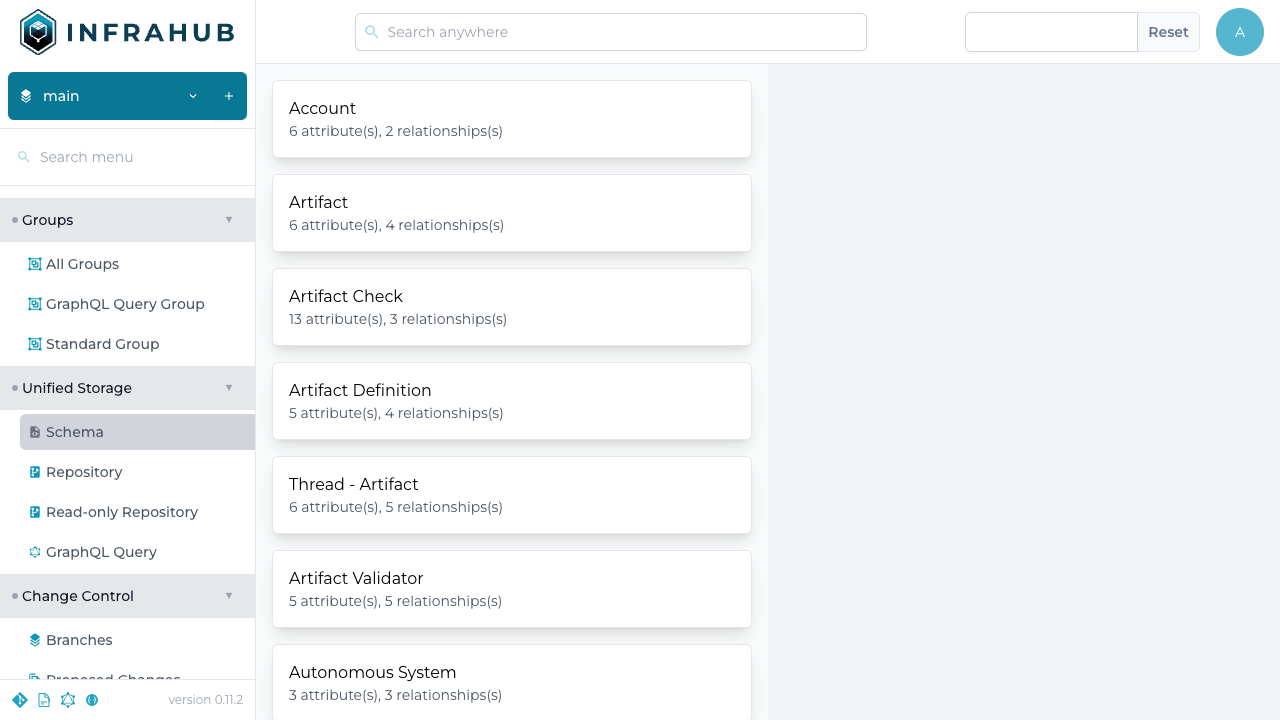 INFRAHUB
Search anywhere
Reset
A
main
Search menu
Groups
All Groups
GraphQL Query Group
Standard Group
Unified Storage
Schema
Repository
Read-only Repository
GraphQL Query
Change Control
Branches
Proposed Changes
version 0.11.2
Account
6 attribute(s), 2 relationships(s)
Artifact
6 attribute(s), 4 relationships(s)
Artifact Check
13 attribute(s), 3 relationships(s)
Artifact Definition
5 attribute(s), 4 relationships(s)
Thread - Artifact
6 attribute(s), 5 relationships(s)
Artifact Validator
5 attribute(s), 5 relationships(s)
Autonomous System
3 attribute(s), 3 relationships(s)